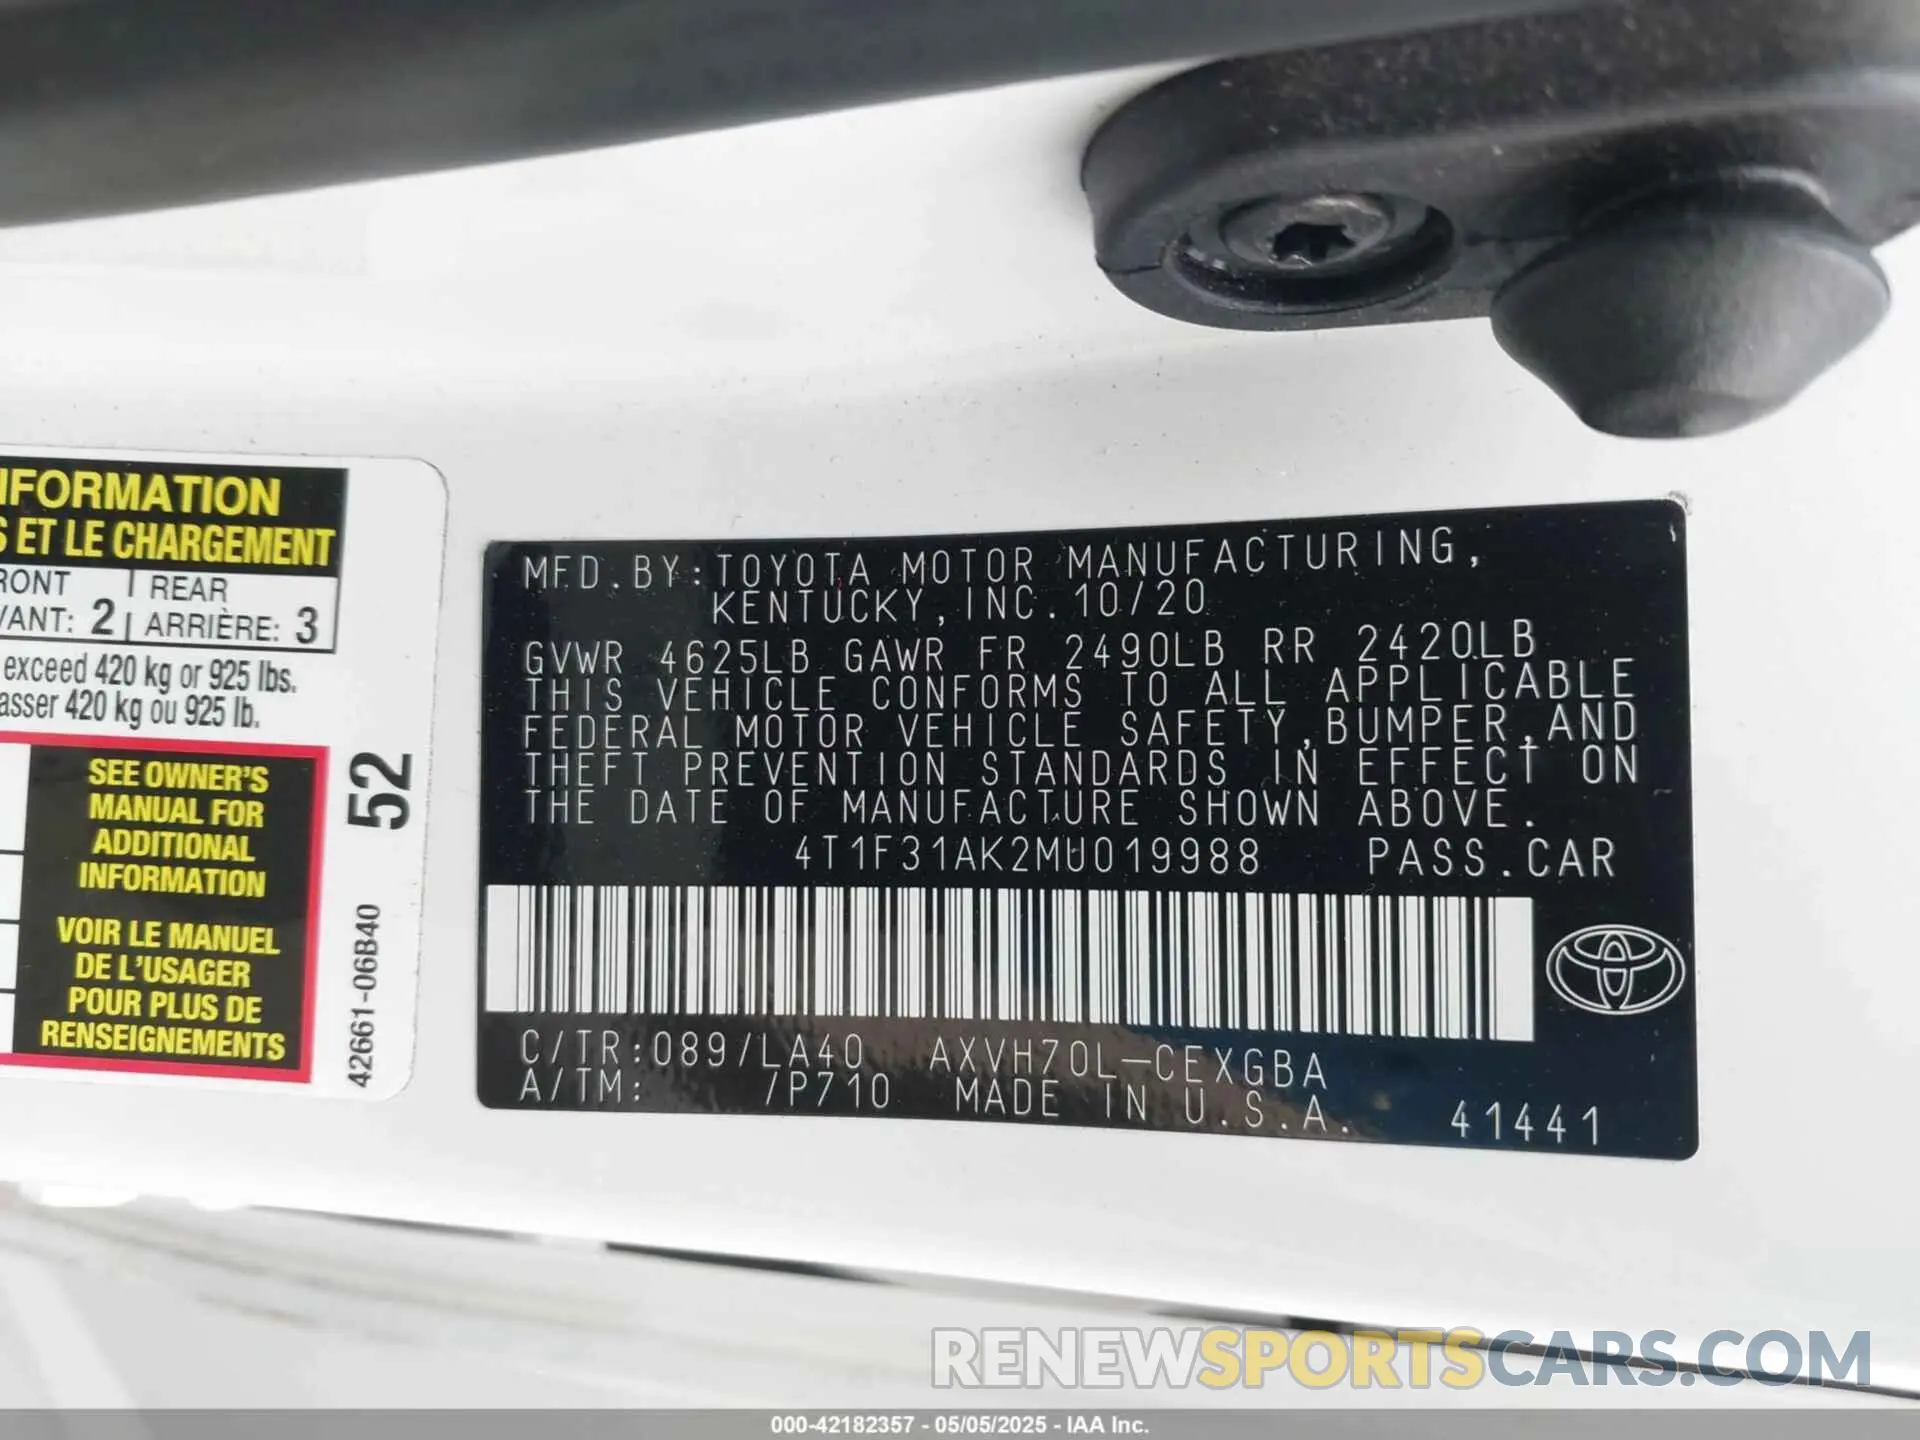 INFORMATION
S ET LE CHARGEMENT
RONT REAR
VANT: 2 ARRIÈRE: 3
exceed 420 kg or 925 lbs.
asser 420 kg ou 925 lb.
SEE OWNER'S
MANUAL FOR
ADDITIONAL
INFORMATION
VOIR LE MANUEL
DE L'USAGER
POUR PLUS DE
RENSEIGNEMENTS
52
42661-06B40
MFD.BY:TOYOTA MOTOR MANUFACTURING,
KENTUCKY,INC.10/20
GVWR 4625LB GAWR FR 2490LB RR 2420LB
THIS VEHICLE CONFORMS TO ALL APPLICABLE
FEDERAL MOTOR VEHICLE SAFETY,BUMPER,AND
THEFT PREVENTION STANDARDS IN EFFECT ON
THE DATE OF MANUFACTURE SHOWN ABOVE.
4T1F31AK2MU019988 PASS.CAR
C/TR:089/LA40 AXVH70L-CEXGBA
A/TM: /P710 MADE IN U.S.A. 41441
RENEWSPORTSCARS.COM
000-42182357 - 05/05/2025 - IAA Inc.